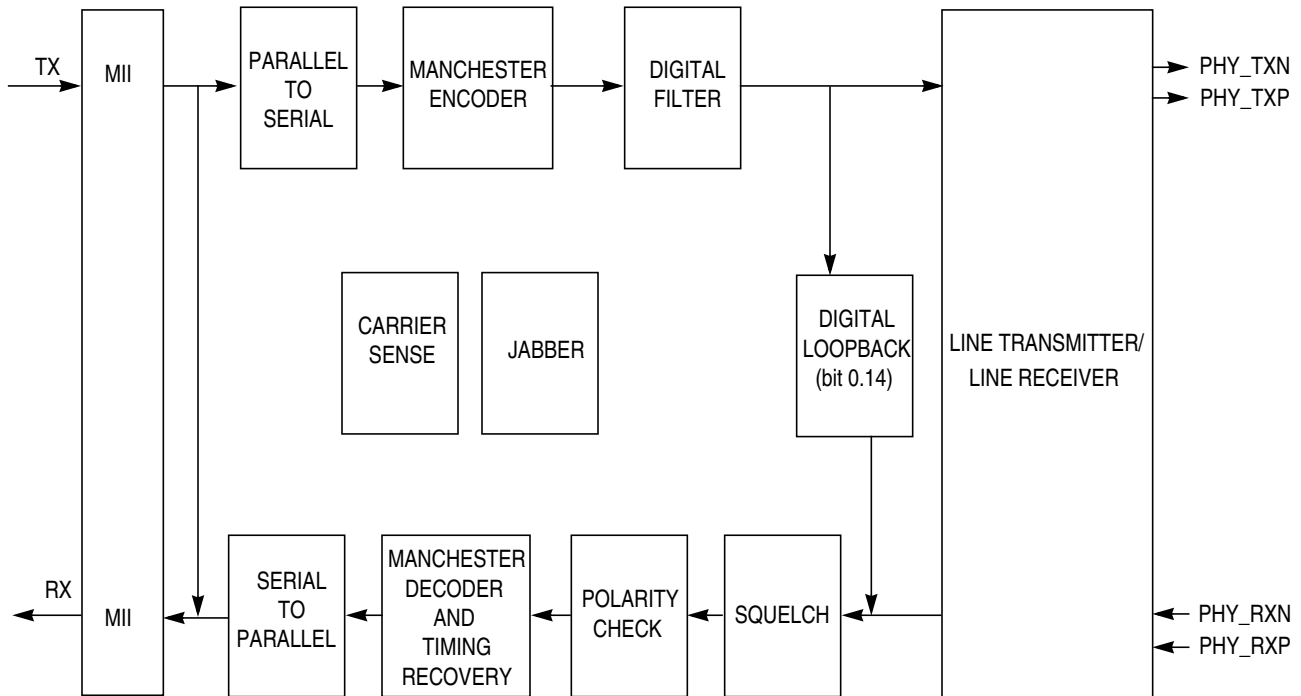 TX
MII
PARALLEL
TO
SERIAL
MANCHESTER
ENCODER
DIGITAL
FILTER
PHY_TXN
PHY_TXP
CARRIER
SENSE
JABBER
DIGITAL
LOOPBACK
(bit 0.14)
LINE TRANSMITTER/
LINE RECEIVER
RX
MII
SERIAL
TO
PARALLEL
MANCHESTER
DECODER
AND
TIMING
RECOVERY
POLARITY
CHECK
SQUELCH
PHY_RXN
PHY_RXP